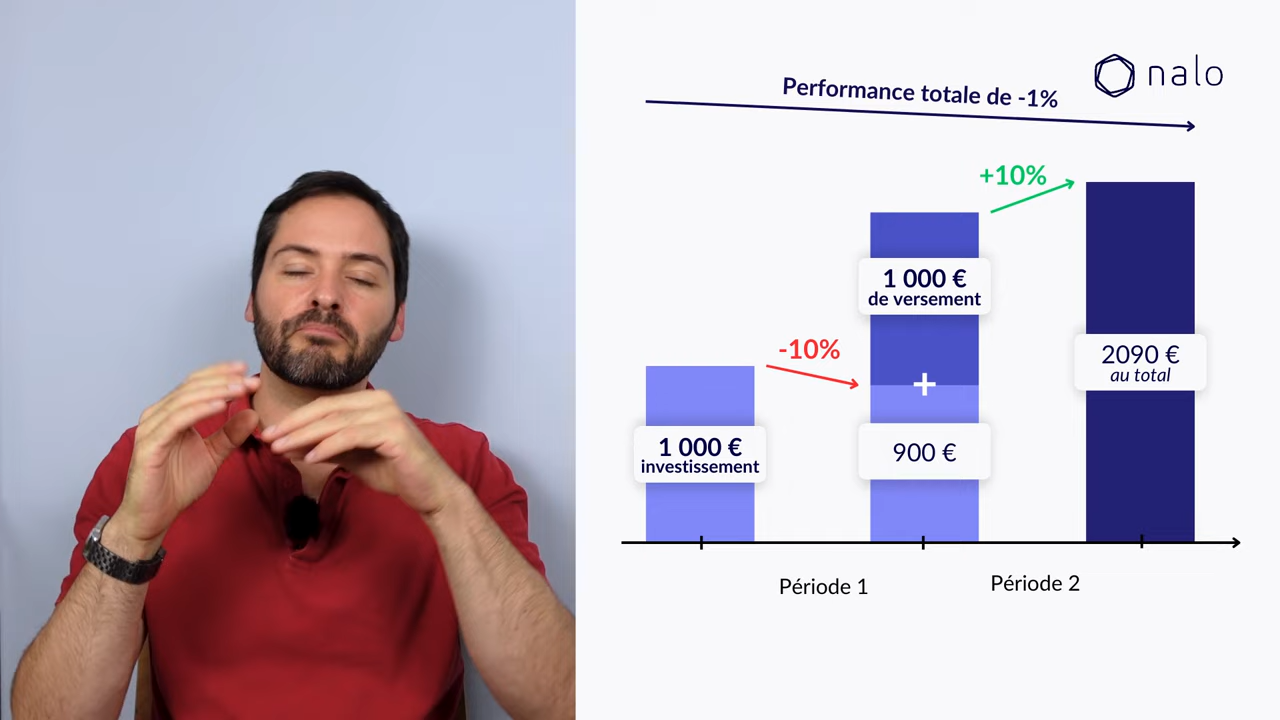 nalo
Performance totale de -1%
+10%
1 000 €
de versement
-10%
+
2090 €
au total
1 000 €
investissement
900 €
Période 1
Période 2